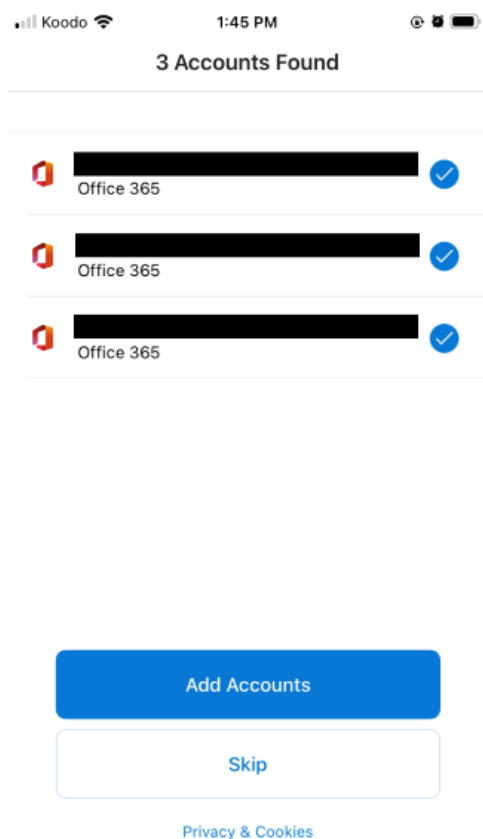 Koodo 1:45 PM
3 Accounts Found
Office 365
Office 365
Office 365
Add Accounts
Skip
Privacy & Cookies